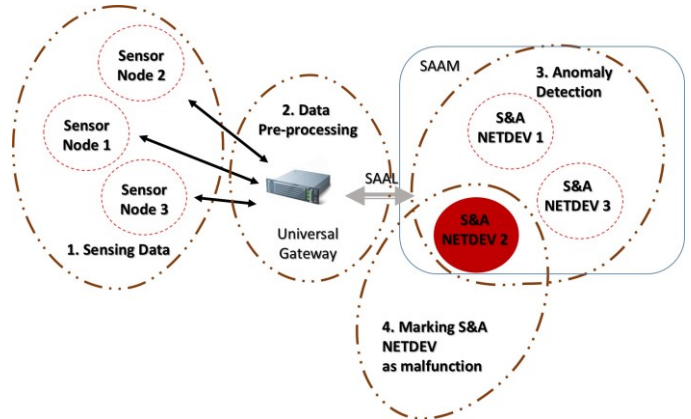 Sensor
Node 2
Sensor
Node 1
Sensor
Node 3
1. Sensing Data
2. Data
Pre-processing
Universal
Gateway
SAAL
SAAM
3. Anomaly
Detection
S&A
NETDEV 1
S&A
NETDEV 3
S&A
NETDEV 2
4. Marking S&A
NETDEV
as malfunction